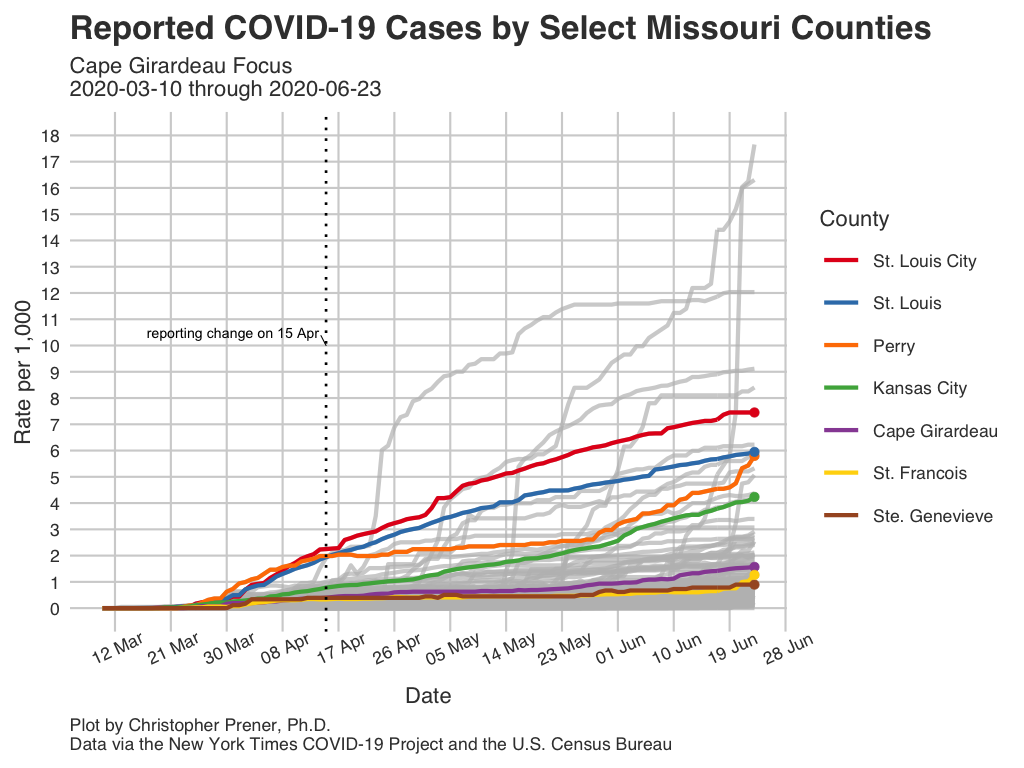 Reported COVID-19 Cases by Select Missouri Counties
Cape Girardeau Focus
2020-03-10 through 2020-06-23
Rate per 1,000
18
17
16
15
14
13
12
11
10
9
8
7
6
5
4
3
2
1
0
reporting change on 15 Apr
12 Mar
21 Mar
30 Mar
08 Apr
17 Apr
26 Apr
05 May
14 May
23 May
01 Jun
10 Jun
19 Jun
28 Jun
Date
County
St. Louis City
St. Louis
Perry
Kansas City
Cape Girardeau
St. Francois
Ste. Genevieve
Plot by Christopher Prener, Ph.D.
Data via the New York Times COVID-19 Project and the U.S. Census Bureau